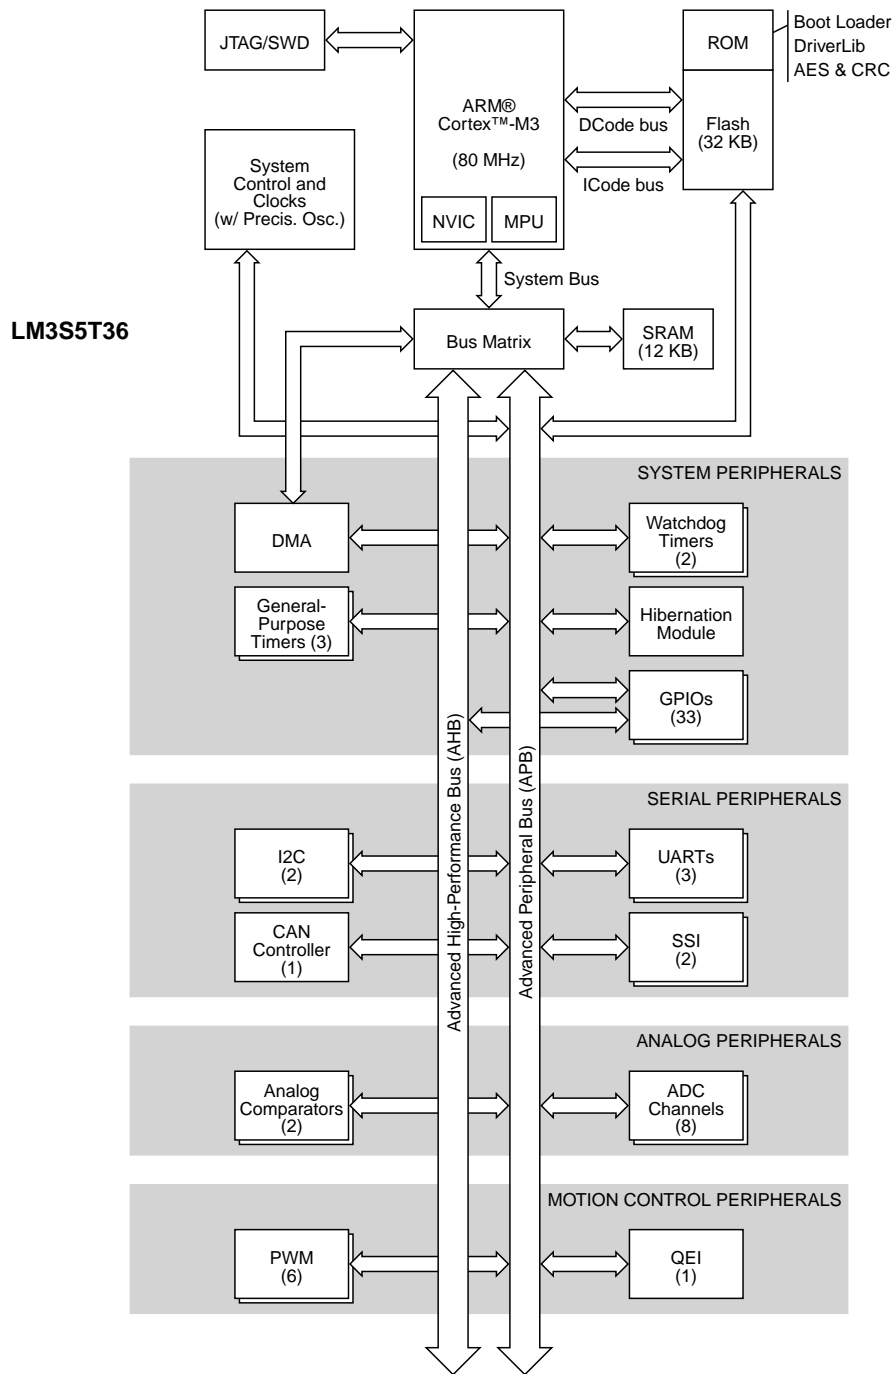 JTAG/SWD
ARM®
Cortex™-M3
(80 MHz)
NVIC
MPU
ROM
Boot Loader
DriverLib
AES & CRC
DCode bus
Flash
(32 KB)
ICode bus
System
Control and
Clocks
(w/ Precis. Osc.)
System Bus
LM3S5T36
Bus Matrix
SRAM
(12 KB)
SYSTEM PERIPHERALS
DMA
Watchdog
Timers
(2)
General-
Purpose
Timers (3)
Hibernation
Module
GPIOs
(33)
Advanced High-Performance Bus (AHB)
Advanced Peripheral Bus (APB)
SERIAL PERIPHERALS
I2C
(2)
UARTs
(3)
CAN
Controller
(1)
SSI
(2)
ANALOG PERIPHERALS
Analog
Comparators
(2)
ADC
Channels
(8)
MOTION CONTROL PERIPHERALS
PWM
(6)
QEI
(1)